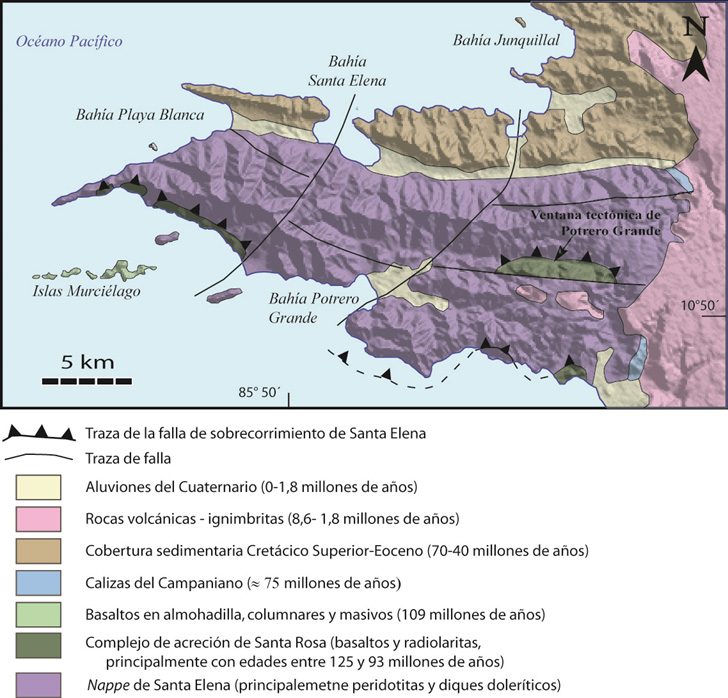 Océano Pacífico
Bahía Junquillal
N
Bahía
Santa Elena
Bahía Playa Blanca
Ventana tectónica de
Potrero Grande
Islas Murciélago
Bahía Potrero
Grande
10°50´
5 km
85° 50´
Traza de la falla de sobrecorrimiento de Santa Elena
Traza de falla
Aluviones del Cuaternario (0-1,8 millones de años)
Rocas volcánicas - ignimbritas (8,6- 1,8 millones de años)
Cobertura sedimentaria Cretácico Superior-Eoceno (70-40 millones de años)
Calizas del Campaniano (≈ 75 millones de años)
Basaltos en almohadilla, columnares y masivos (109 millones de años)
Complejo de acreción de Santa Rosa (basaltos y radiolaritas,
principalmente con edades entre 125 y 93 millones de años)
Nappe de Santa Elena (principalemetne peridotitas y diques doleríticos)